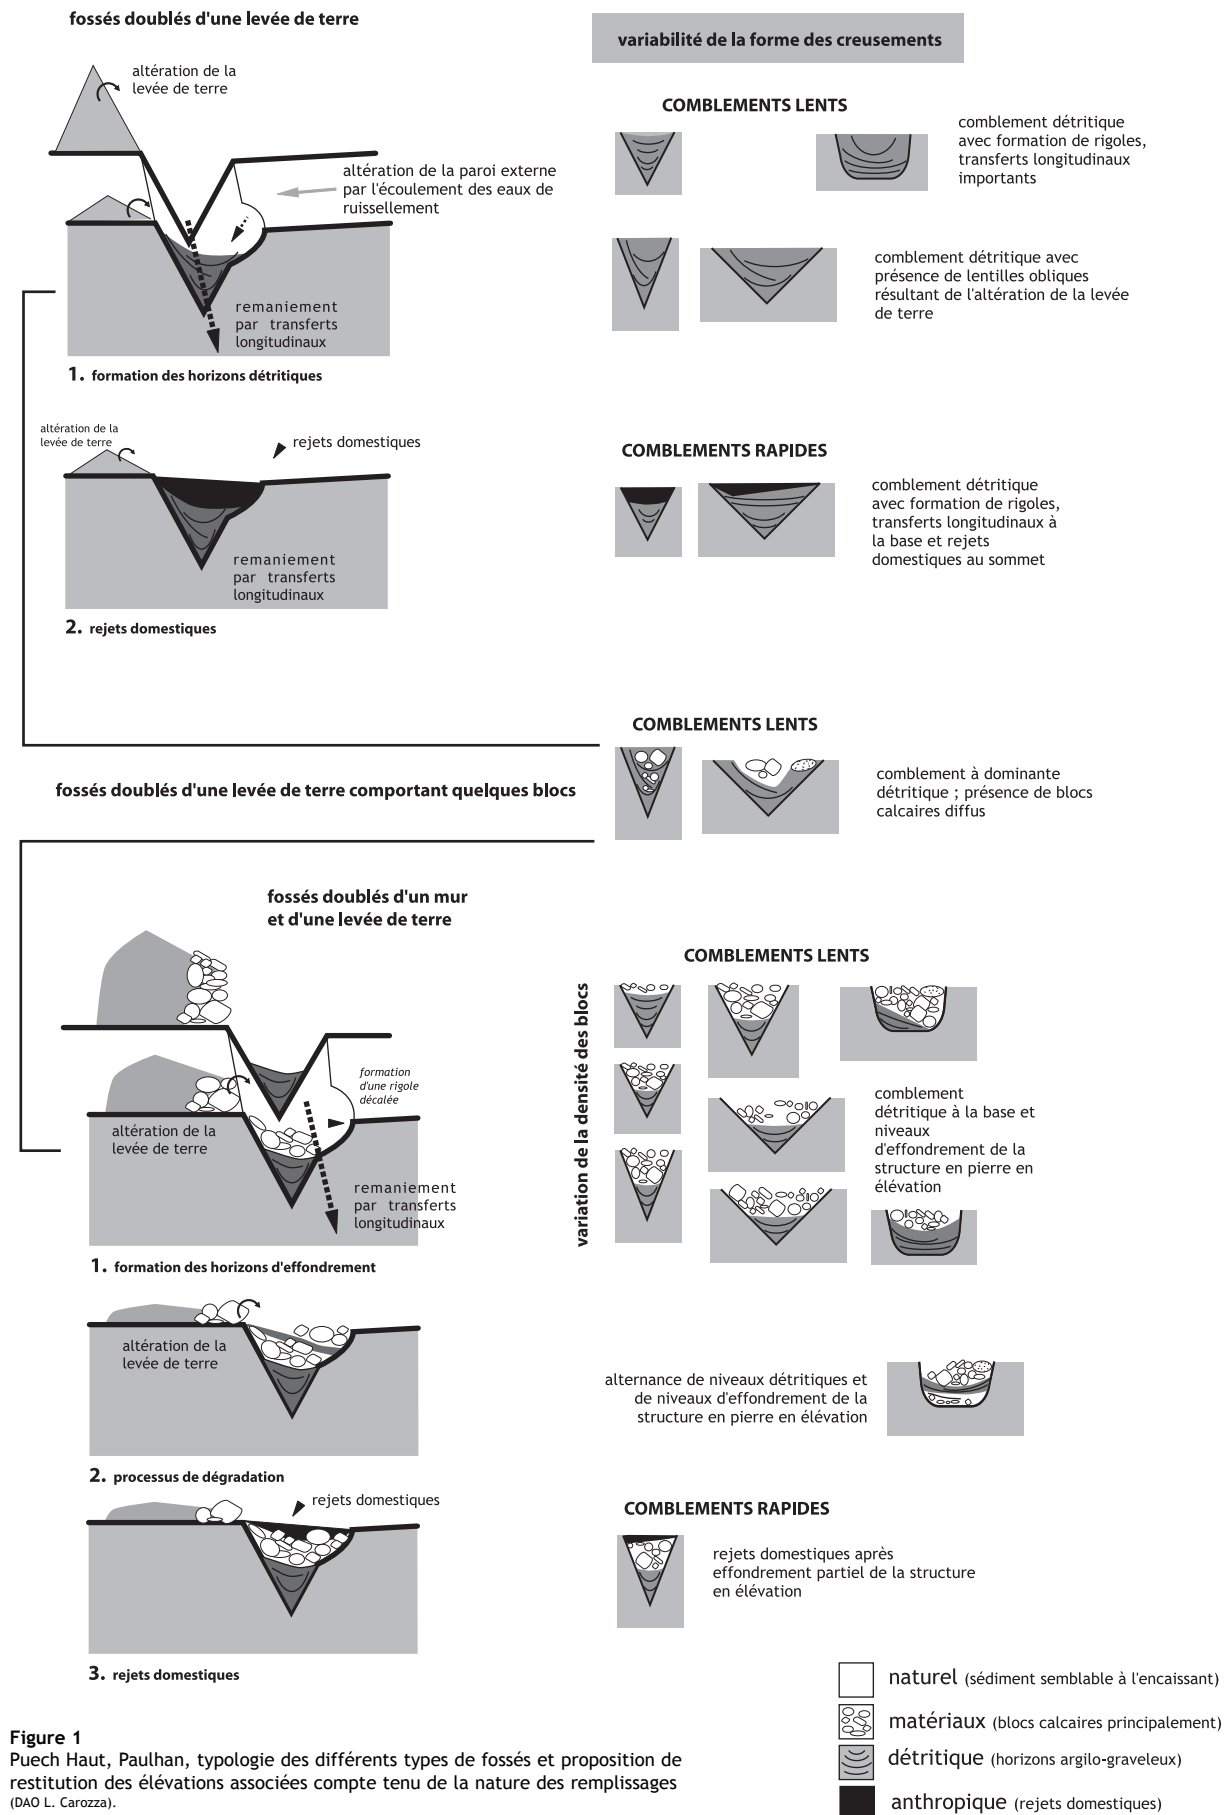 fossés doublés d'une levée de terre
altération de la
levée de terre
altération de la paroi externe
par l'écoulement des eaux de
ruissellement
remaniement
par transferts
longitudinaux
1. formation des horizons détritiques
altération de la
levée de terre
rejets domestiques
remaniement
par transferts
longitudinaux
2. rejets domestiques
variabilité de la forme des creusements
COMBLEMENTS LENTS
comblement détritique
avec formation de rigoles,
transferts longitudinaux
importants
comblement détritique avec
présence de lentilles obliques
résultant de l'altération de la levée
de terre
COMBLEMENTS RAPIDES
comblement détritique
avec formation de rigoles,
transferts longitudinaux à
la base et rejets
domestiques au sommet
fossés doublés d'une levée de terre comportant quelques blocs
COMBLEMENTS LENTS
comblement à dominante
détritique ; présence de blocs
calcaires diffus
fossés doublés d'un mur
et d'une levée de terre
formation
d'une rigole
décalée
altération de la
levée de terre
remaniement
par transferts
longitudinaux
1. formation des horizons d'effondrement
altération de la
levée de terre
2. processus de dégradation
rejets domestiques
3. rejets domestiques
COMBLEMENTS LENTS
variation de la densité des blocs
comblement
détritique à la base et
niveaux
d'effondrement de la
structure en pierre en
élévation
alternance de niveaux détritiques et
de niveaux d'effondrement de la
structure en pierre en élévation
COMBLEMENTS RAPIDES
rejets domestiques après
effondrement partiel de la structure
en élévation
naturel (sédiment semblable à l'encaissant)
matériaux (blocs calcaires principalement)
détritique (horizons argilo-graveleux)
anthropique (rejets domestiques)
Figure 1
Puech Haut, Paulhan, typologie des différents types de fossés et proposition de
restitution des élévations associées compte tenu de la nature des remplissages
(DAO L. Carozza).